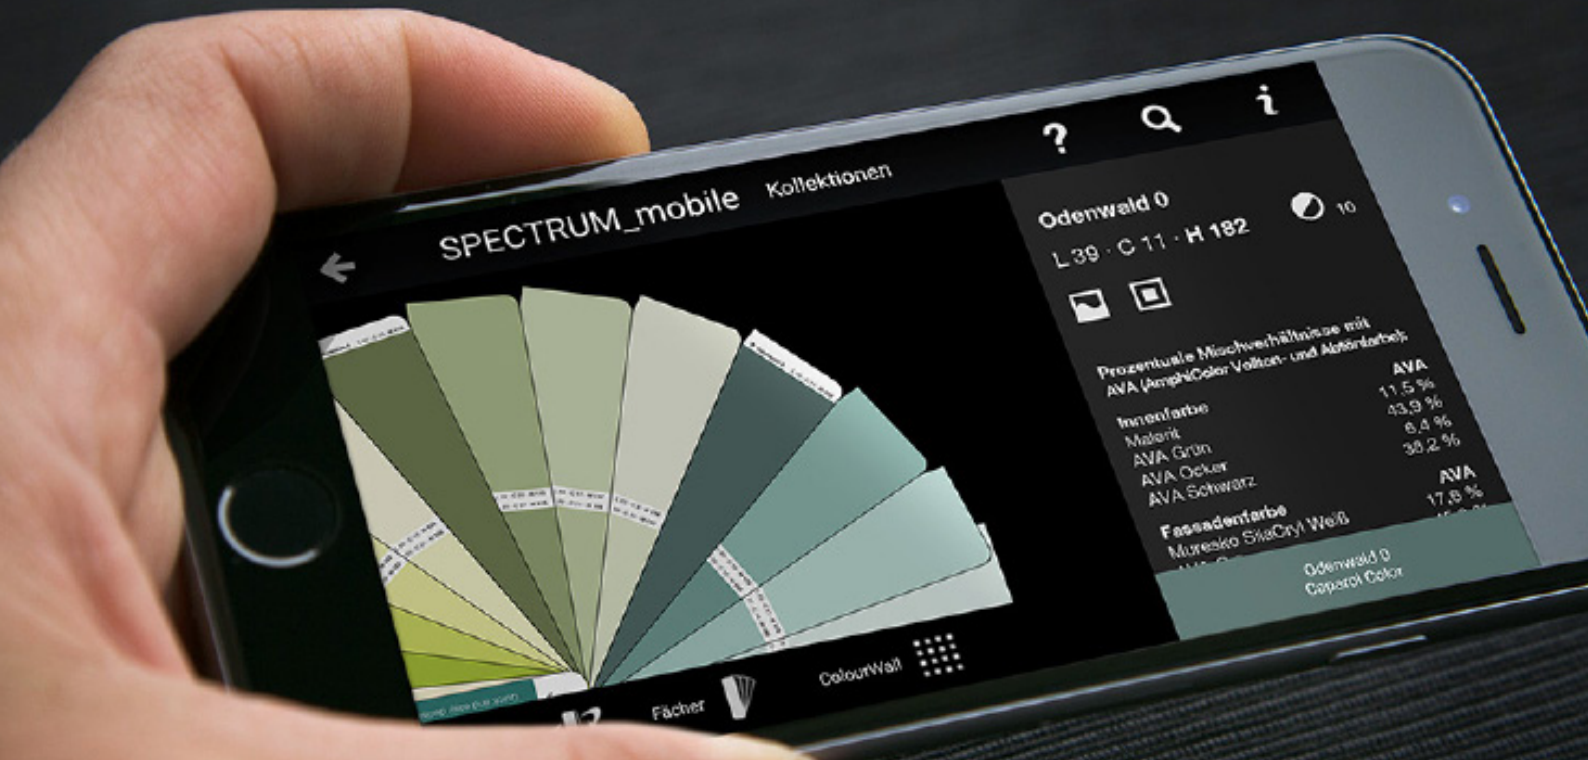 SPECTRUM_mobile
Kollektionen
?
i
Odenwald 0
L 39 · C 11 · H 182
10
Prozentuale Mischverhältnisse mit
AVA (AmphiColor Vollton- und Abtönfarbe):
AVA
Innenfarbe 11,5 %
Malerit 43,9 %
AVA Grün 6,4 %
AVA Ocker 38,2 %
AVA Schwarz
AVA
Fassadenfarbe 17,8 %
Muresko SilaCryl Weiß
Odenwald 0
Caparol Color
Fächer
ColourWall